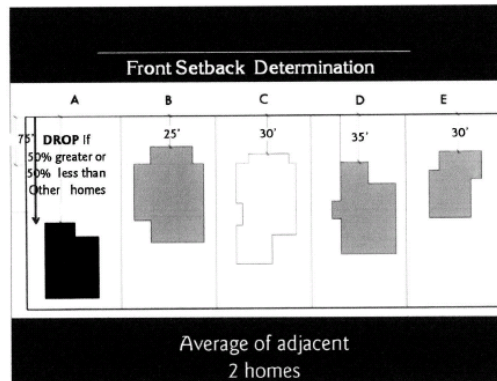 Front Setback Determination
A B C D E
75' DROP If 25' 30' 35' 30'
50% greater or
50% less than
Other homes
Average of adjacent
2 homes